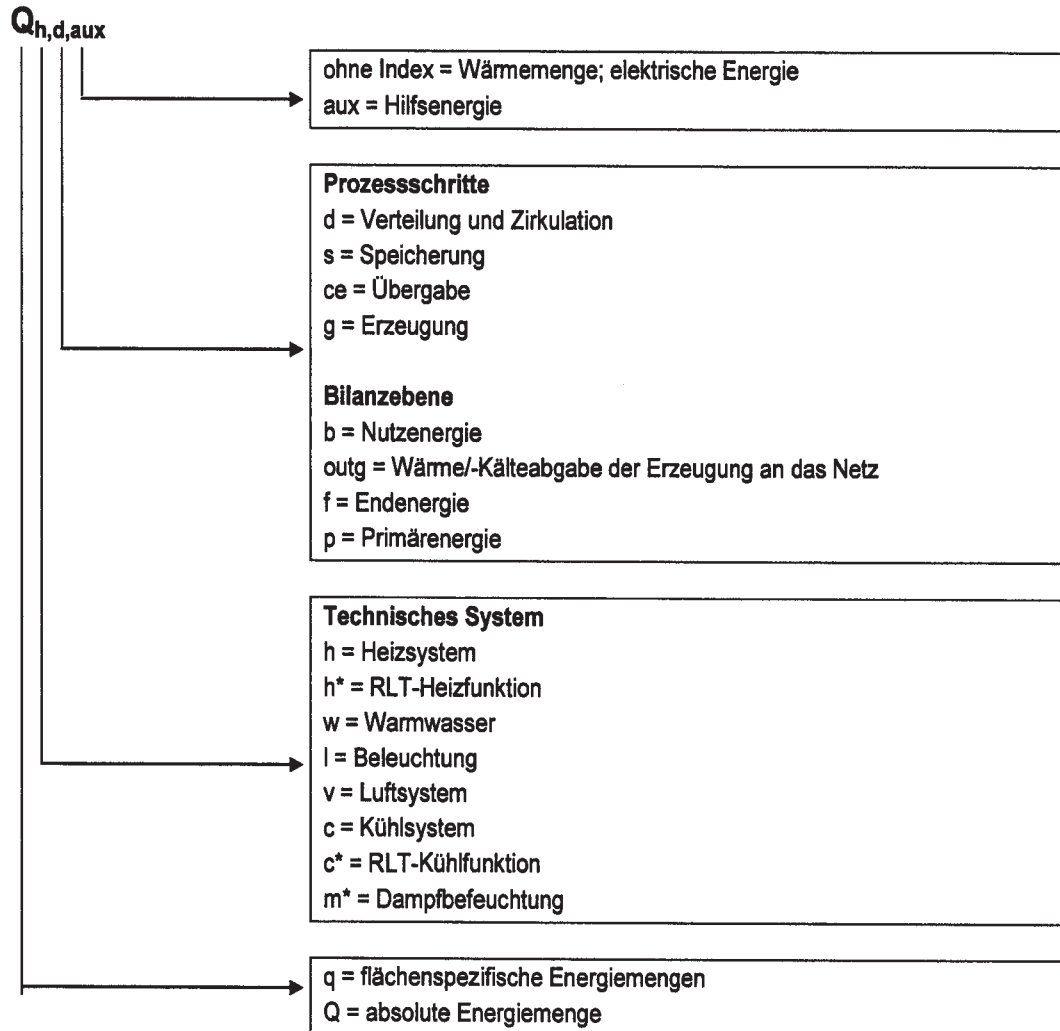 Qh,d,aux
ohne Index = Wärmemenge; elektrische Energie
aux = Hilfsenergie
Prozessschritte
d = Verteilung und Zirkulation
s = Speicherung
ce = Übergabe
g = Erzeugung
Bilanzebene
b = Nutzenergie
outg = Wärme/-Kälteabgabe der Erzeugung an das Netz
f = Endenergie
p = Primärenergie
Technisches System
h = Heizsystem
h* = RLT-Heizfunktion
w = Warmwasser
l = Beleuchtung
v = Luftsystem
c = Kühlsystem
c* = RLT-Kühlfunktion
m* = Dampfbefeuchtung
q = flächenspezifische Energiemengen
Q = absolute Energiemenge